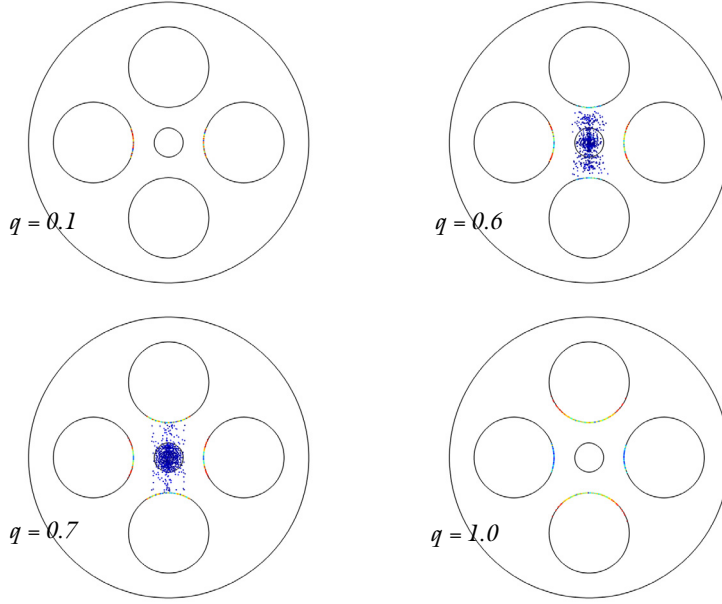 q = 0.1
q = 0.6
q = 0.7
q = 1.0